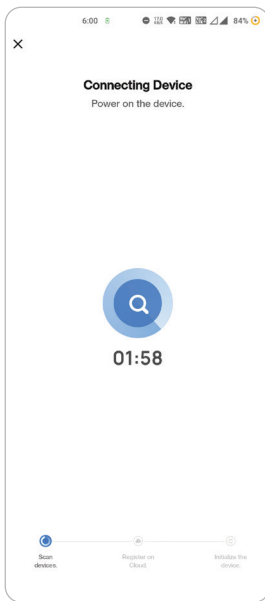 6:00 84%
Connecting Device
Power on the device.
01:58
Scan
devices.
Register on
Cloud.
Initialize the
device.